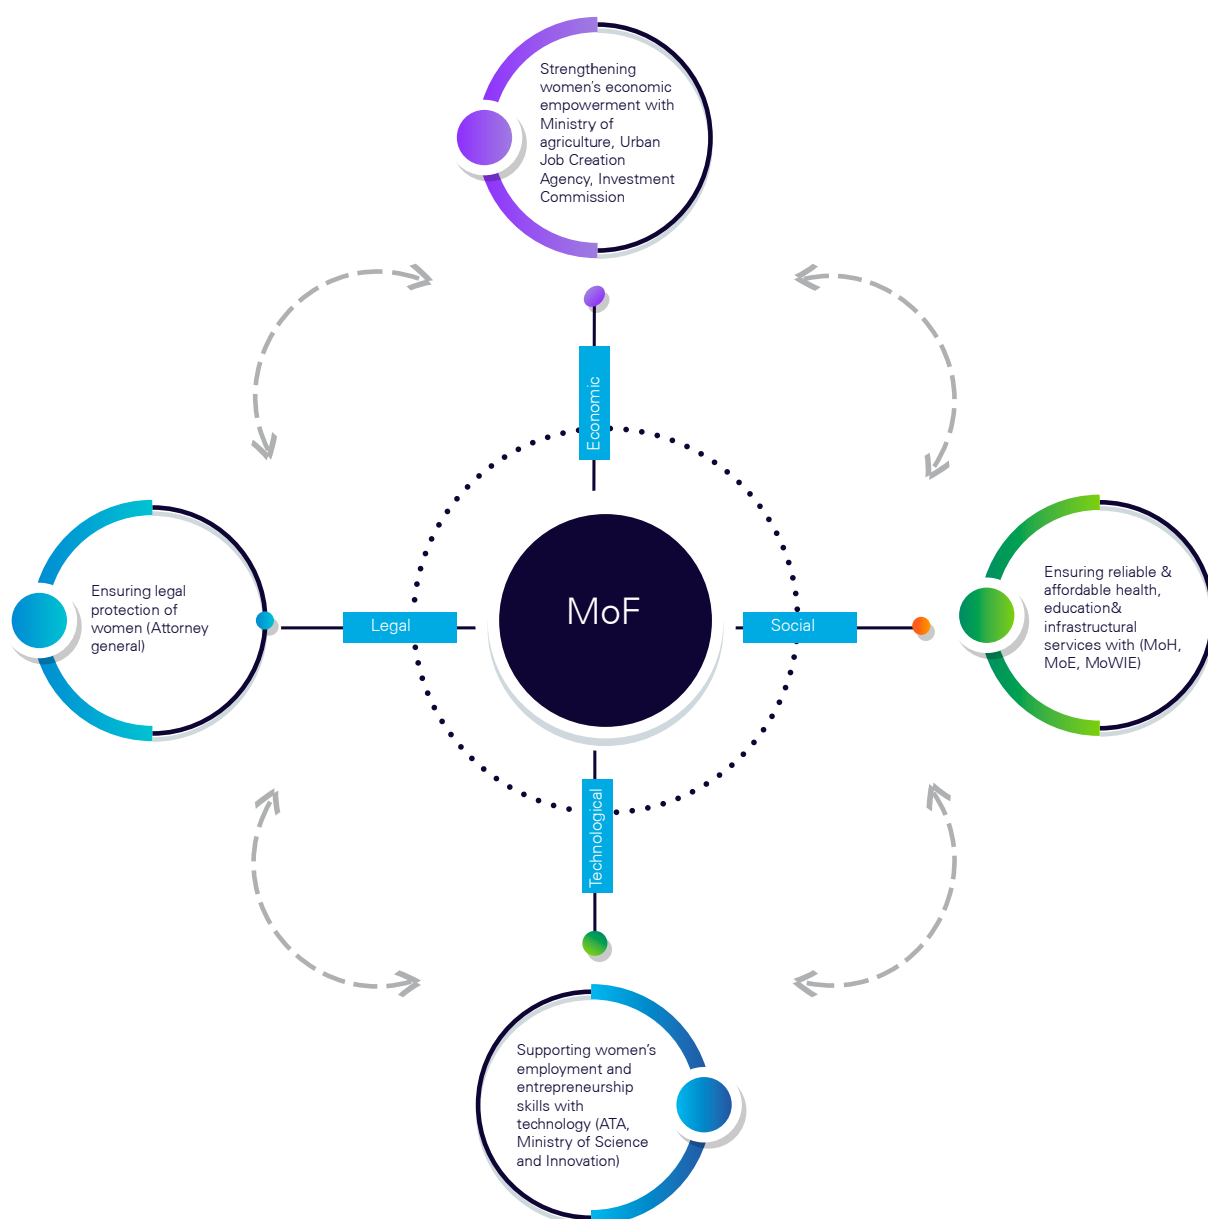 Strengthening
women's economic
empowerment with
Ministry of
agriculture, Urban
Job Creation
Agency, Investment
Commission
Economic
Ensuring legal
protection of
women (Attorney
general)
Legal
MoF
Social
Ensuring reliable &
affordable health,
education&
infrastructural
services with (MoH,
MoE, MoWIE)
Technological
Supporting women's
employment and
entrepreneurship
skills with
technology (ATA,
Ministry of Science
and Innovation)